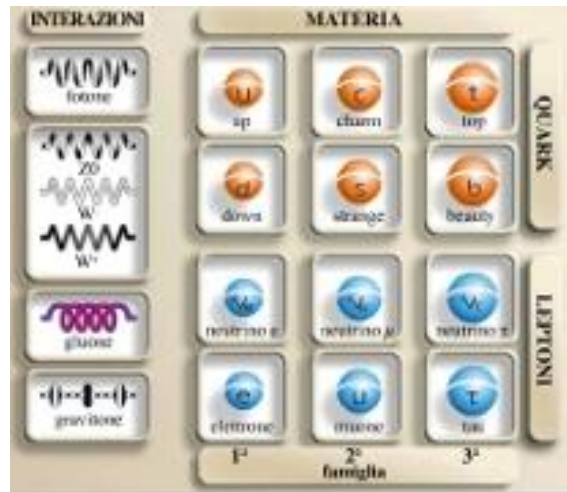 INTERAZIONI
MATERIA
fotone
Z0
W
W+
gluone
gravitone
u
up
c
charm
t
top
d
down
s
strange
b
beauty
QUARK
neutrino e
neutrino μ
neutrino τ
e
elettrone
muone
τ
tau
LEPTONI
1ª
2ª
3ª
famiglia